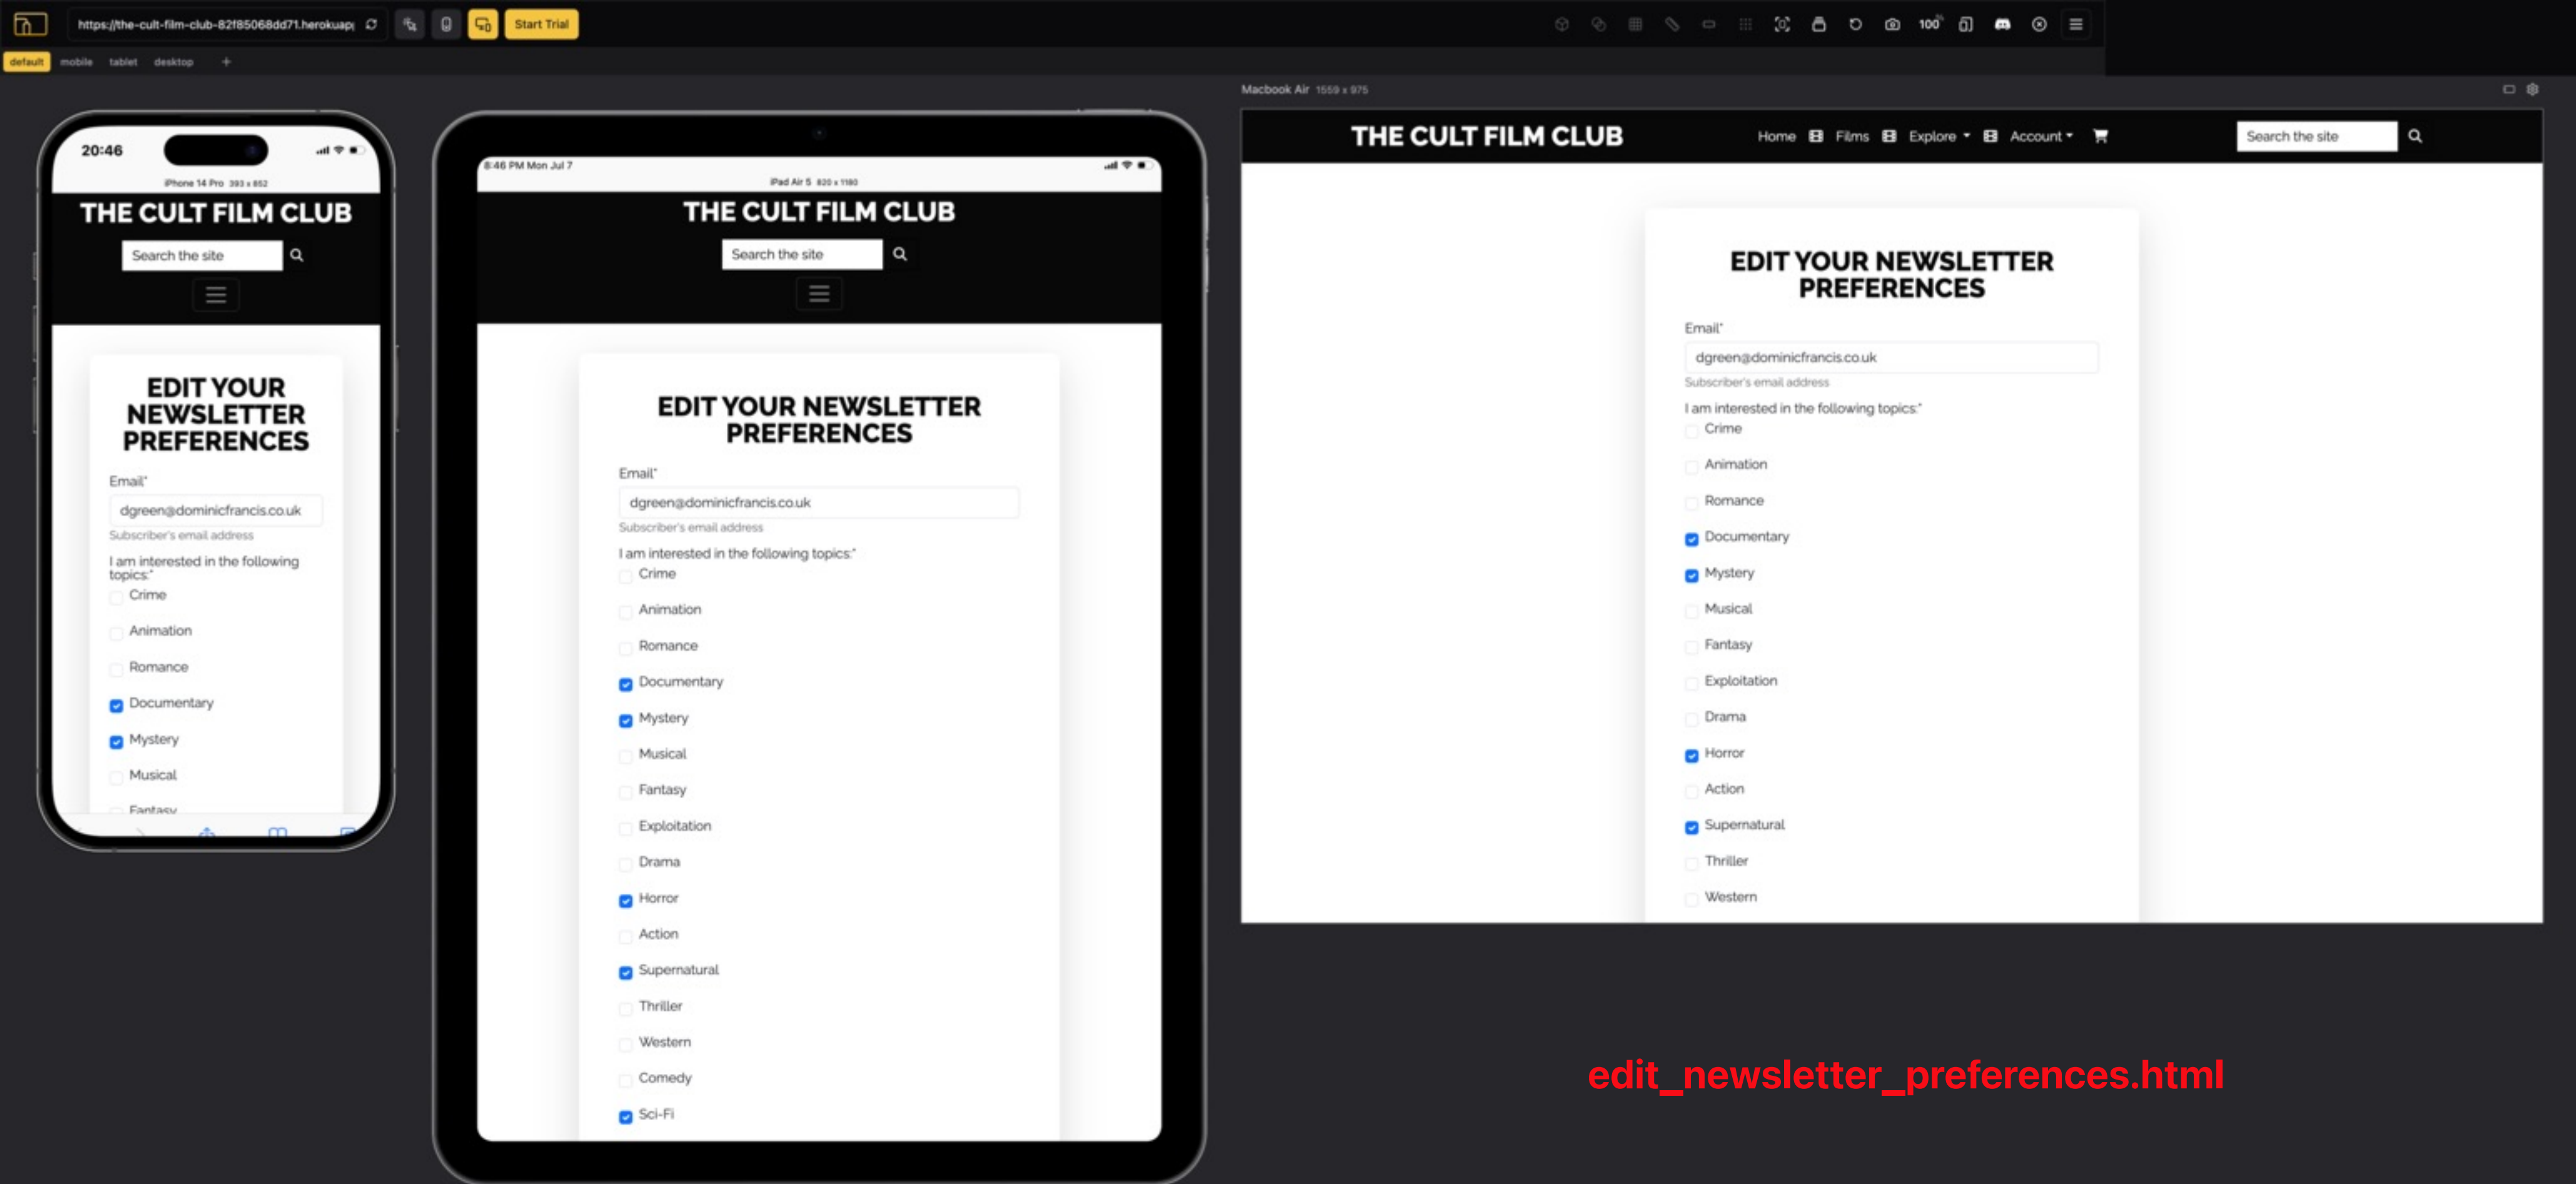 https://the-cult-film-club-82f85068dd71.herokuap
Start Trial
100%
default
mobile
tablet
desktop
+
20:46
iPhone 14 Pro 393 x 852
THE CULT FILM CLUB
Search the site
EDIT YOUR
NEWSLETTER
PREFERENCES
Email*
dgreen@dominicfrancis.co.uk
Subscriber's email address
I am interested in the following
topics:*
Crime
Animation
Romance
Documentary
Mystery
Musical
Fantasy
8:46 PM Mon Jul 7
iPad Air 5 820 x 1180
THE CULT FILM CLUB
Search the site
EDIT YOUR NEWSLETTER
PREFERENCES
Email*
dgreen@dominicfrancis.co.uk
Subscriber's email address
I am interested in the following topics:*
Crime
Animation
Romance
Documentary
Mystery
Musical
Fantasy
Exploitation
Drama
Horror
Action
Supernatural
Thriller
Western
Comedy
Sci-Fi
Macbook Air 1559 x 975
THE CULT FILM CLUB
Home Films Explore Account
Search the site
EDIT YOUR NEWSLETTER
PREFERENCES
Email*
dgreen@dominicfrancis.co.uk
Subscriber's email address
I am interested in the following topics:*
Crime
Animation
Romance
Documentary
Mystery
Musical
Fantasy
Exploitation
Drama
Horror
Action
Supernatural
Thriller
Western
edit_newsletter_preferences.html